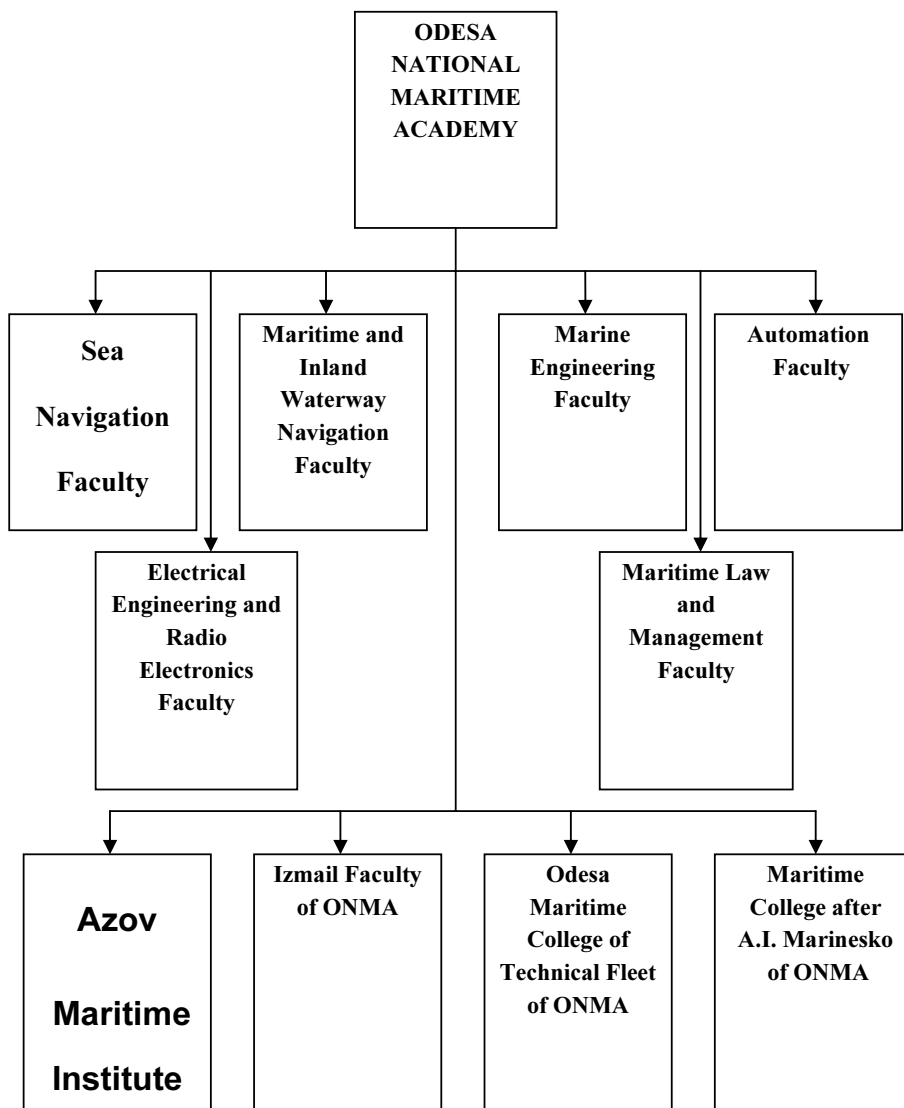 ODESA
NATIONAL
MARITIME
ACADEMY
Sea
Navigation
Faculty
Maritime and
Inland
Waterway
Navigation
Faculty
Marine
Engineering
Faculty
Automation
Faculty
Electrical
Engineering and
Radio
Electronics
Faculty
Maritime Law
and
Management
Faculty
Azov
Maritime
Institute
Izmail Faculty
of ONMA
Odesa
Maritime
College of
Technical Fleet
of ONMA
Maritime
College after
A.I. Marinesko
of ONMA